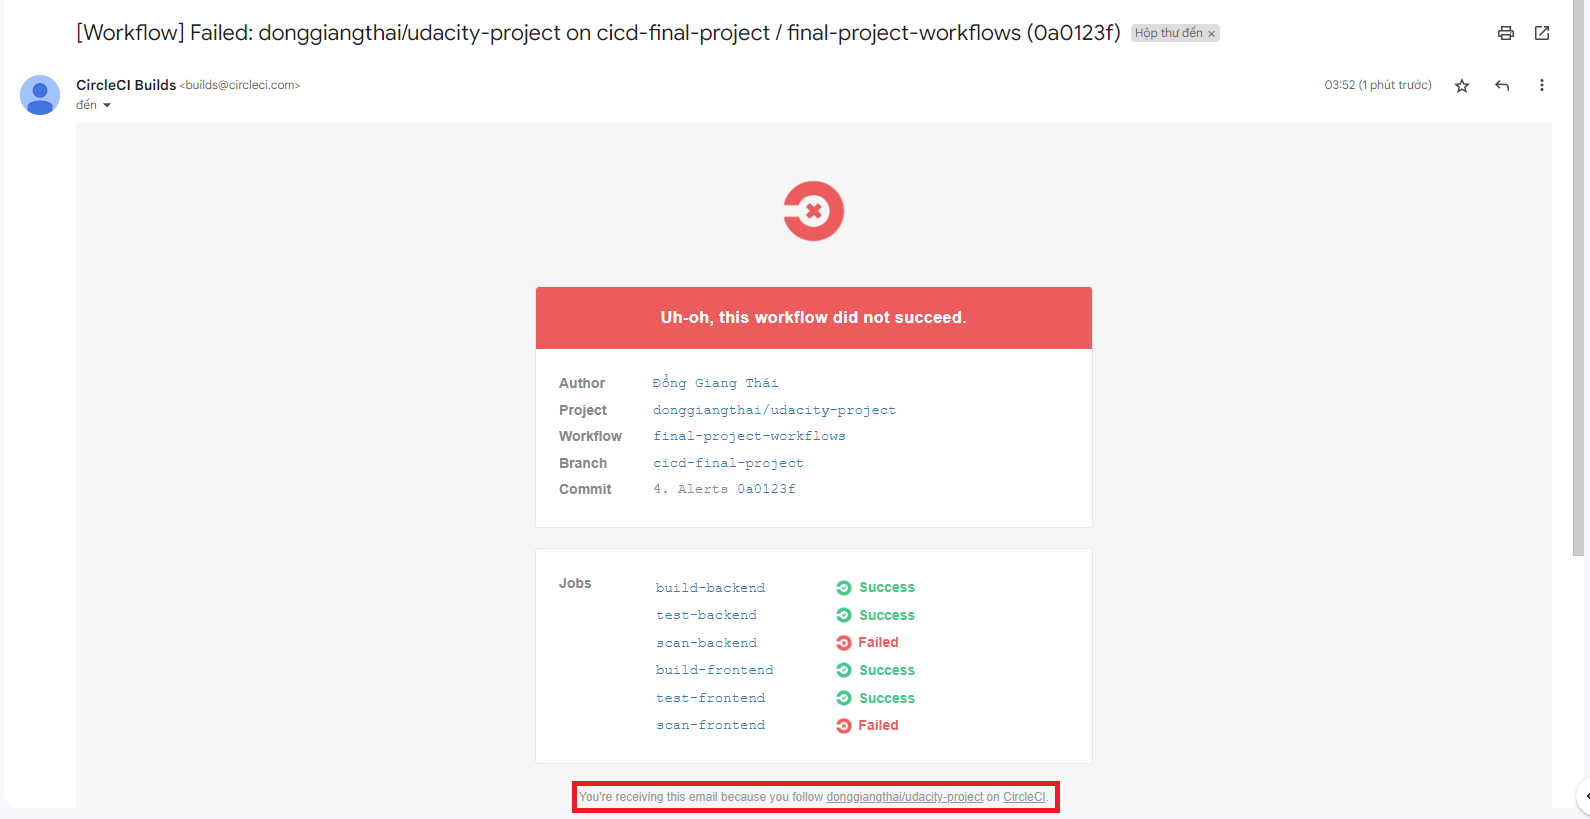 [Workflow] Failed: donggiangthai/udacity-project on cicd-final-project / final-project-workflows (0a0123f) Hộp thư đến ×
CircleCI Builds <builds@circleci.com> 03:52 (1 phút trước)
đến
Uh-oh, this workflow did not succeed.
Author Đồng Giang Thái
Project donggiangthai/udacity-project
Workflow final-project-workflows
Branch cicd-final-project
Commit 4. Alerts 0a0123f
Jobs build-backend Success
test-backend Success
scan-backend Failed
build-frontend Success
test-frontend Success
scan-frontend Failed
You're receiving this email because you follow donggiangthai/udacity-project on CircleCI.